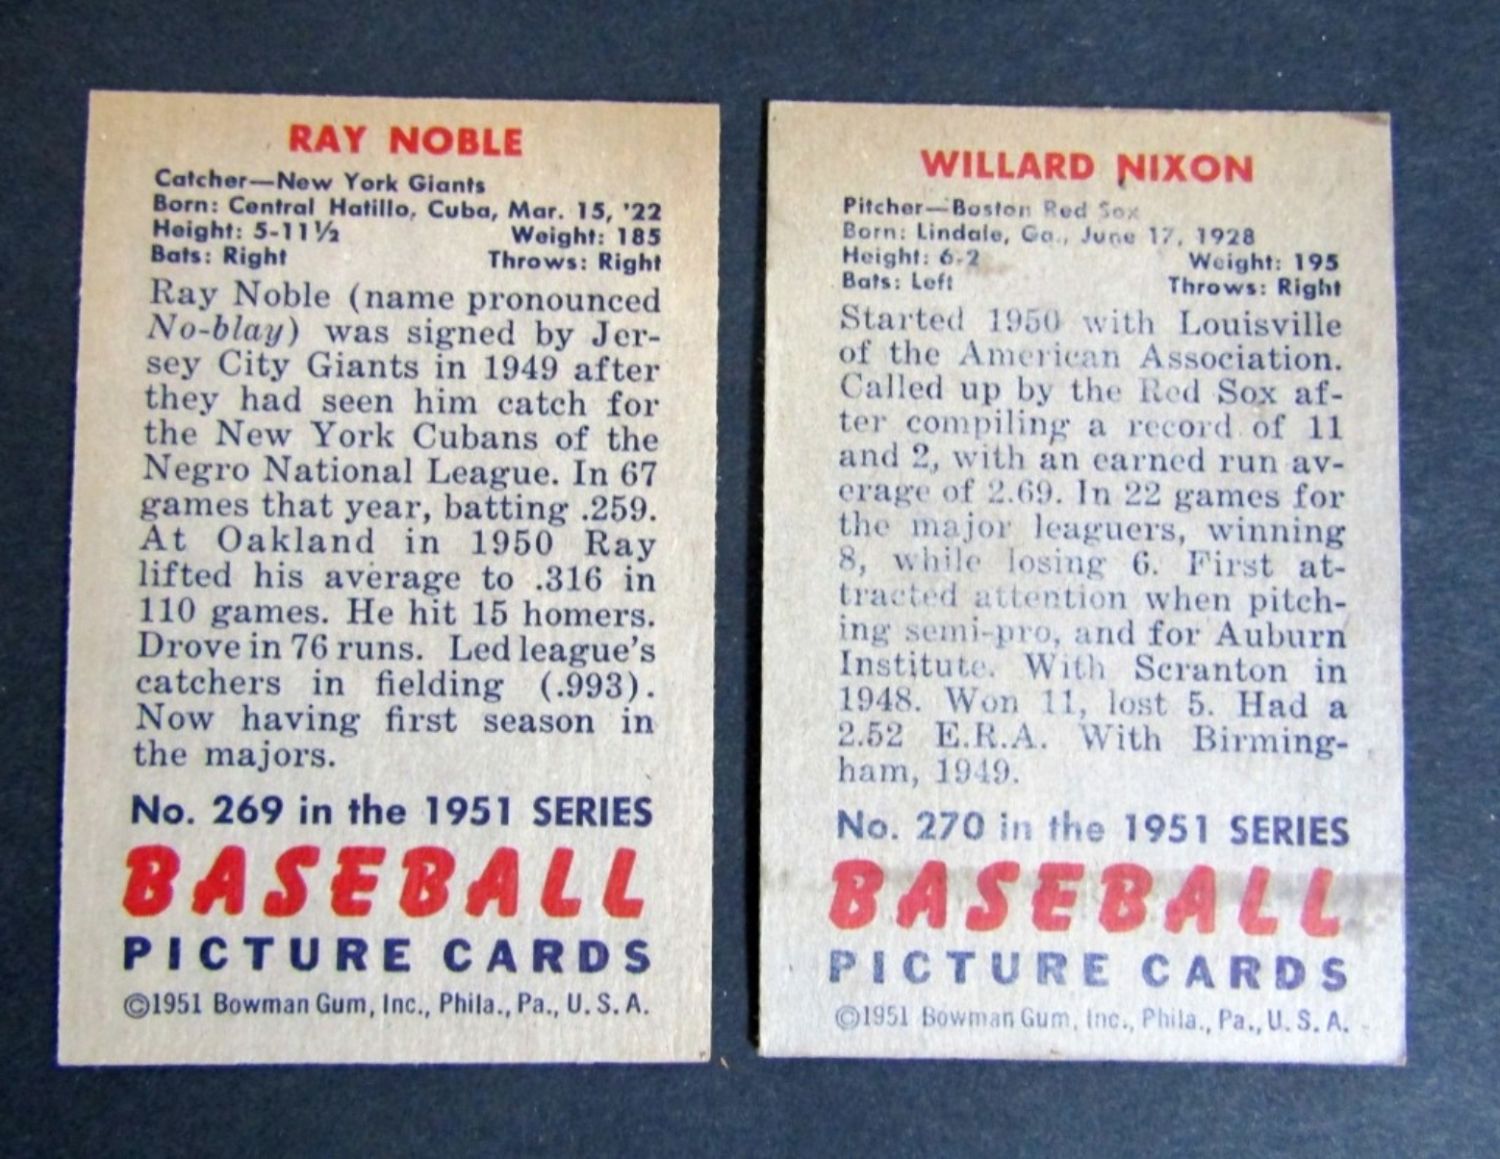 RAY NOBLE
Catcher—New York Giants
Born: Central Hatillo, Cuba, Mar. 15, '22
Height: 5-11½ Weight: 185
Bats: Right Throws: Right
Ray Noble (name pronounced
No-blay) was signed by Jer-
sey City Giants in 1949 after
they had seen him catch for
the New York Cubans of the
Negro National League. In 67
games that year, batting .259.
At Oakland in 1950 Ray
lifted his average to .316 in
110 games. He hit 15 homers.
Drove in 76 runs. Led league's
catchers in fielding (.993).
Now having first season in
the majors.
No. 269 in the 1951 SERIES
BASEBALL
PICTURE CARDS
©1951 Bowman Gum, Inc., Phila., Pa., U. S. A.
WILLARD NIXON
Pitcher—Boston Red Sox
Born: Lindale, Ga., June 17, 1928
Height: 6-2 Weight: 195
Bats: Left Throws: Right
Started 1950 with Louisville
of the American Association.
Called up by the Red Sox af-
ter compiling a record of 11
and 2, with an earned run av-
erage of 2.69. In 22 games for
the major leaguers, winning
8, while losing 6. First at-
tracted attention when pitch-
ing semi-pro, and for Auburn
Institute. With Scranton in
1948. Won 11, lost 5. Had a
2.52 E.R.A. With Birming-
ham, 1949.
No. 270 in the 1951 SERIES
BASEBALL
PICTURE CARDS
©1951 Bowman Gum, Inc., Phila., Pa., U. S. A.